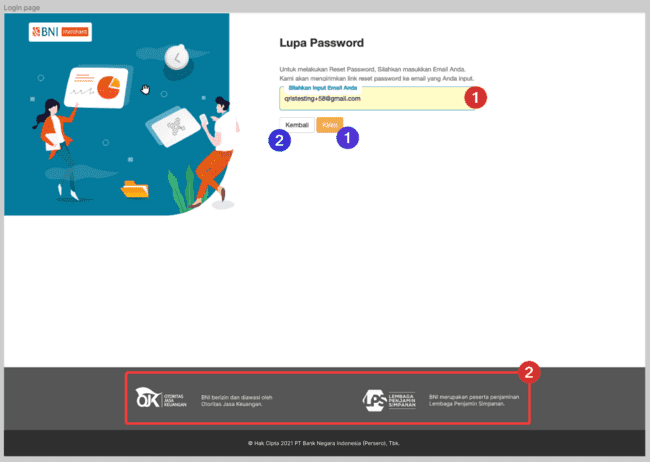 Login page
BNI Merchant
Lupa Password
Untuk melakukan Reset Password, Silahkan masukkan Email Anda,
Kami akan mengirimkan link reset password ke email yang Anda input.
Silahkan Input Email Anda
qristesting+58@gmail.com
1
Kembali
Kirim
2
1
2
OJK
OTORITAS
JASA
KEUANGAN
BNI berizin dan diawasi oleh
Otoritas Jasa Keuangan.
LPS
LEMBAGA
PENJAMIN
SIMPANAN
BNI merupakan peserta penjaminan
Lembaga Penjamin Simpanan.
© Hak Cipta 2021 PT Bank Negara Indonesia (Persero), Tbk.